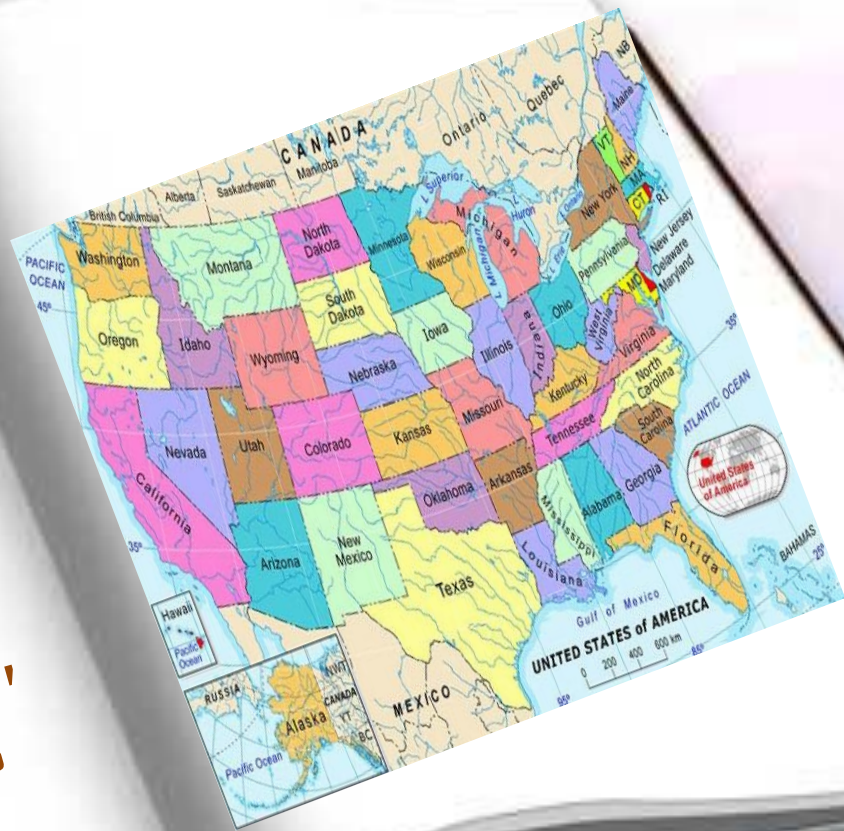 CANADA
British Columbia
Alberta
Saskatchewan
Manitoba
Ontario
Quebec
NB
PACIFIC
OCEAN
45°
Washington
Montana
North
Dakota
Minnesota
L Superior
Michigan
L
Huron
L Michigan
Wisconsin
Maine
VT
NH
MA
CT
RI
New York
Pennsylvania
New Jersey
Delaware
Maryland
MD
Oregon
Idaho
Wyoming
South
Dakota
Iowa
Nebraska
Illinois
Indiana
Ohio
West
Virginia
Virginia
35°
Nevada
Utah
Colorado
Kansas
Missouri
Kentucky
Tennessee
North
Carolina
South
Carolina
ATLANTIC OCEAN
California
Arizona
New
Mexico
Oklahoma
Arkansas
Mississippi
Alabama
Georgia
United States
of America
35°
Texas
Louisiana
Florida
BAHAMAS
25°
Gulf of Mexico
UNITED STATES of AMERICA
0 200 400 600 km
95°
85°
MEXICO
Hawaii
Pacific
Ocean
RUSSIA
NWT
CANADA
YT
BC
Alaska
Pacific Ocean